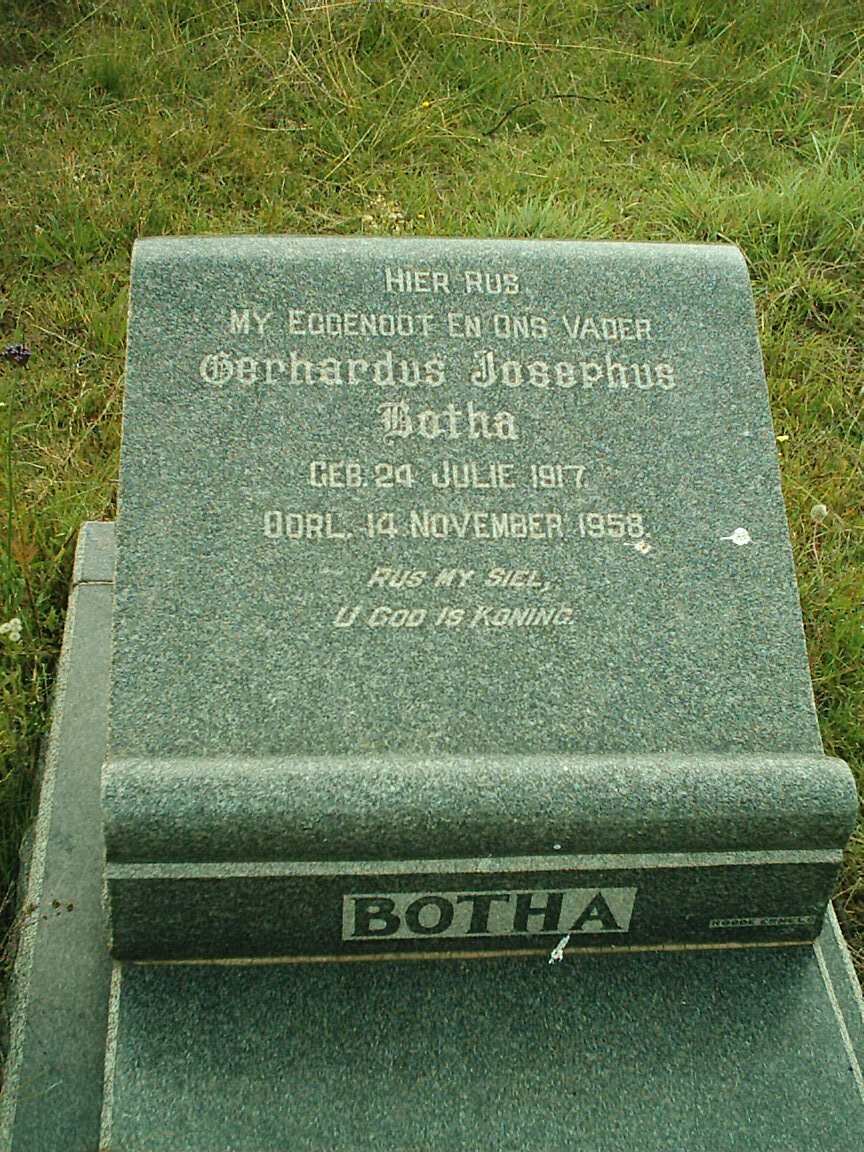 HIER RUS
MY EGGENOOT EN ONS VADER
Gerhardus Josephus
Botha
GEB. 24 JULIE 1917.
OORL. 14 NOVEMBER 1958.
RUS MY SIEL,
U GOD IS KONING.
BOTHA